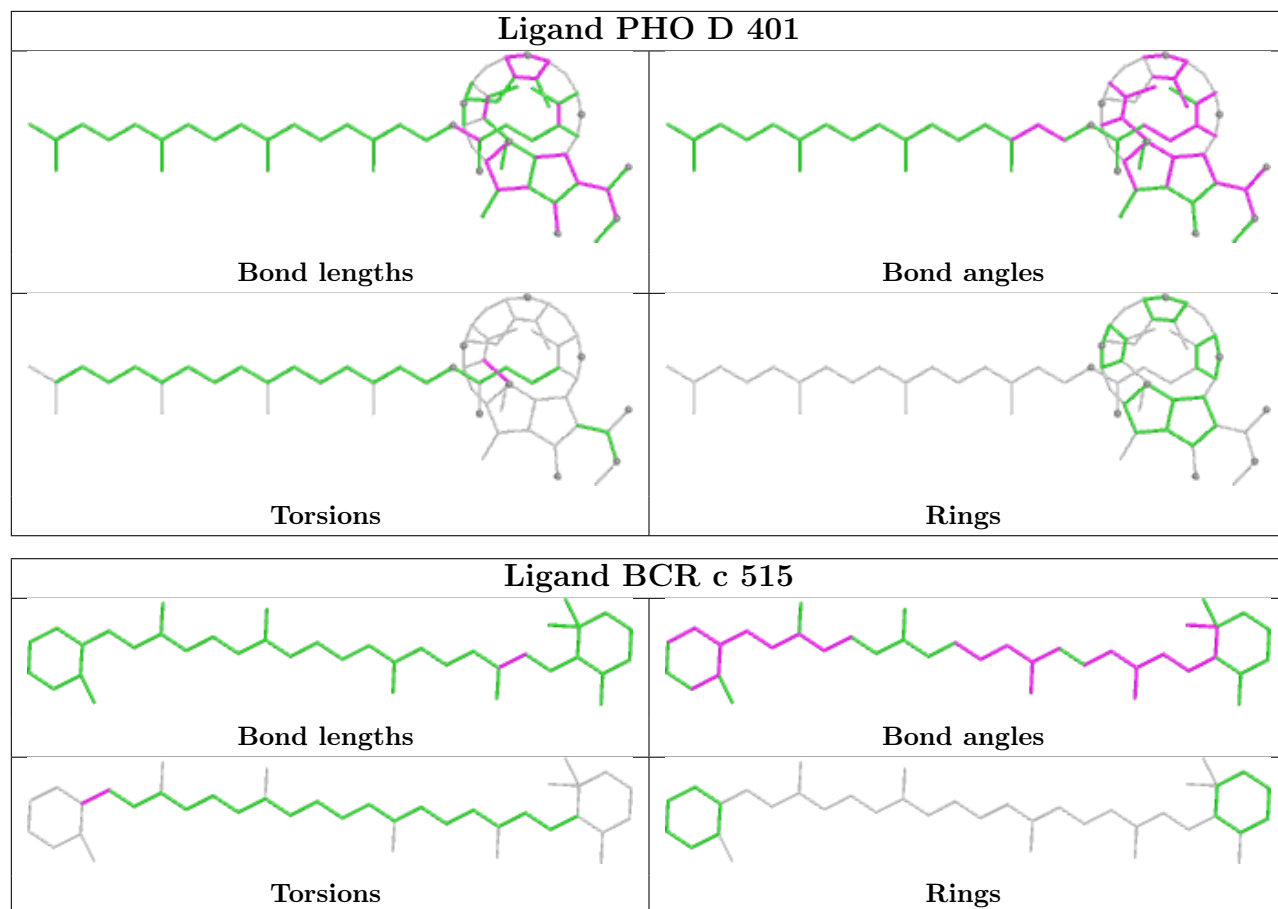 Ligand PHO D 401
Bond lengths
Bond angles
Torsions
Rings
Ligand BCR c 515
Bond lengths
Bond angles
Torsions
Rings